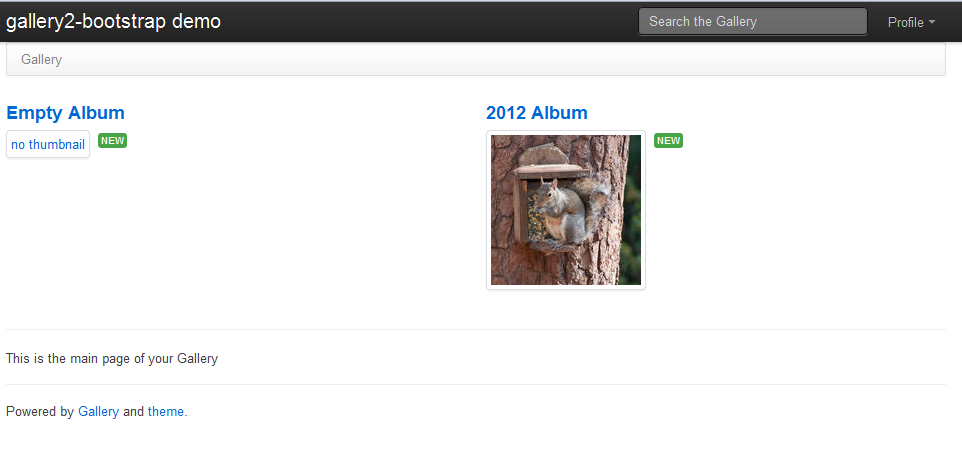 gallery2-bootstrap demo
Search the Gallery
Profile
Gallery
Empty Album
no thumbnail
NEW
2012 Album
NEW
This is the main page of your Gallery
Powered by Gallery and theme.